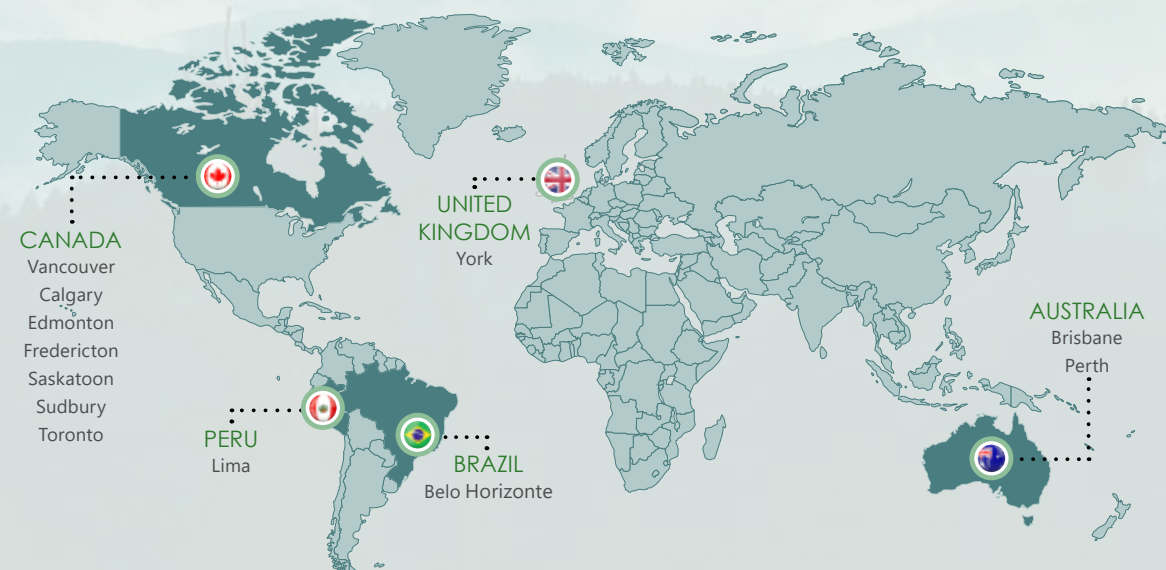 CANADA
Vancouver
Calgary
Edmonton
Fredericton
Saskatoon
Sudbury
Toronto
UNITED
KINGDOM
York
PERU
Lima
BRAZIL
Belo Horizonte
AUSTRALIA
Brisbane
Perth